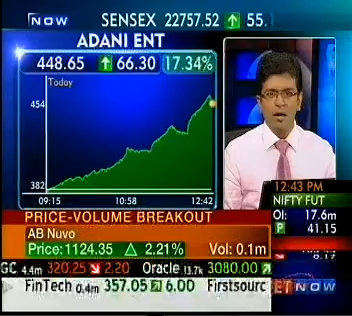 NOW SENSEX 22757.52 55.
ADANI ENT
448.65 66.30 17.34%
Today
454
382
09:15 10:58 12:42
12:43 PM
NIFTY FUT
OI: 17.6m
P 41.15
0.17
PRICE-VOLUME BREAKOUT
AB Nuvo
Price:1124.35 △ 2.21% Vol: 0.1m
GC 4.4m 320.25 2.20 Oracle 13.7k 3080.00
FinTech 0.4m 357.05 6.00 Firstsourc
ET NOW